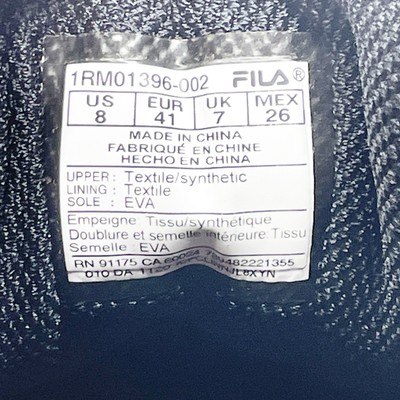 1RM01396-002 FILA®
US EUR UK MEX
8 41 7 26
MADE IN CHINA
FABRIQUÉ EN CHINE
HECHO EN CHINA
UPPER: Textile/synthetic
LINING: Textile
SOLE: EVA
Empeigne Tissu/synthétique
Doublure et semelle intérieure Tissu
Semelle EVA
RN 91175 CA
010 DA